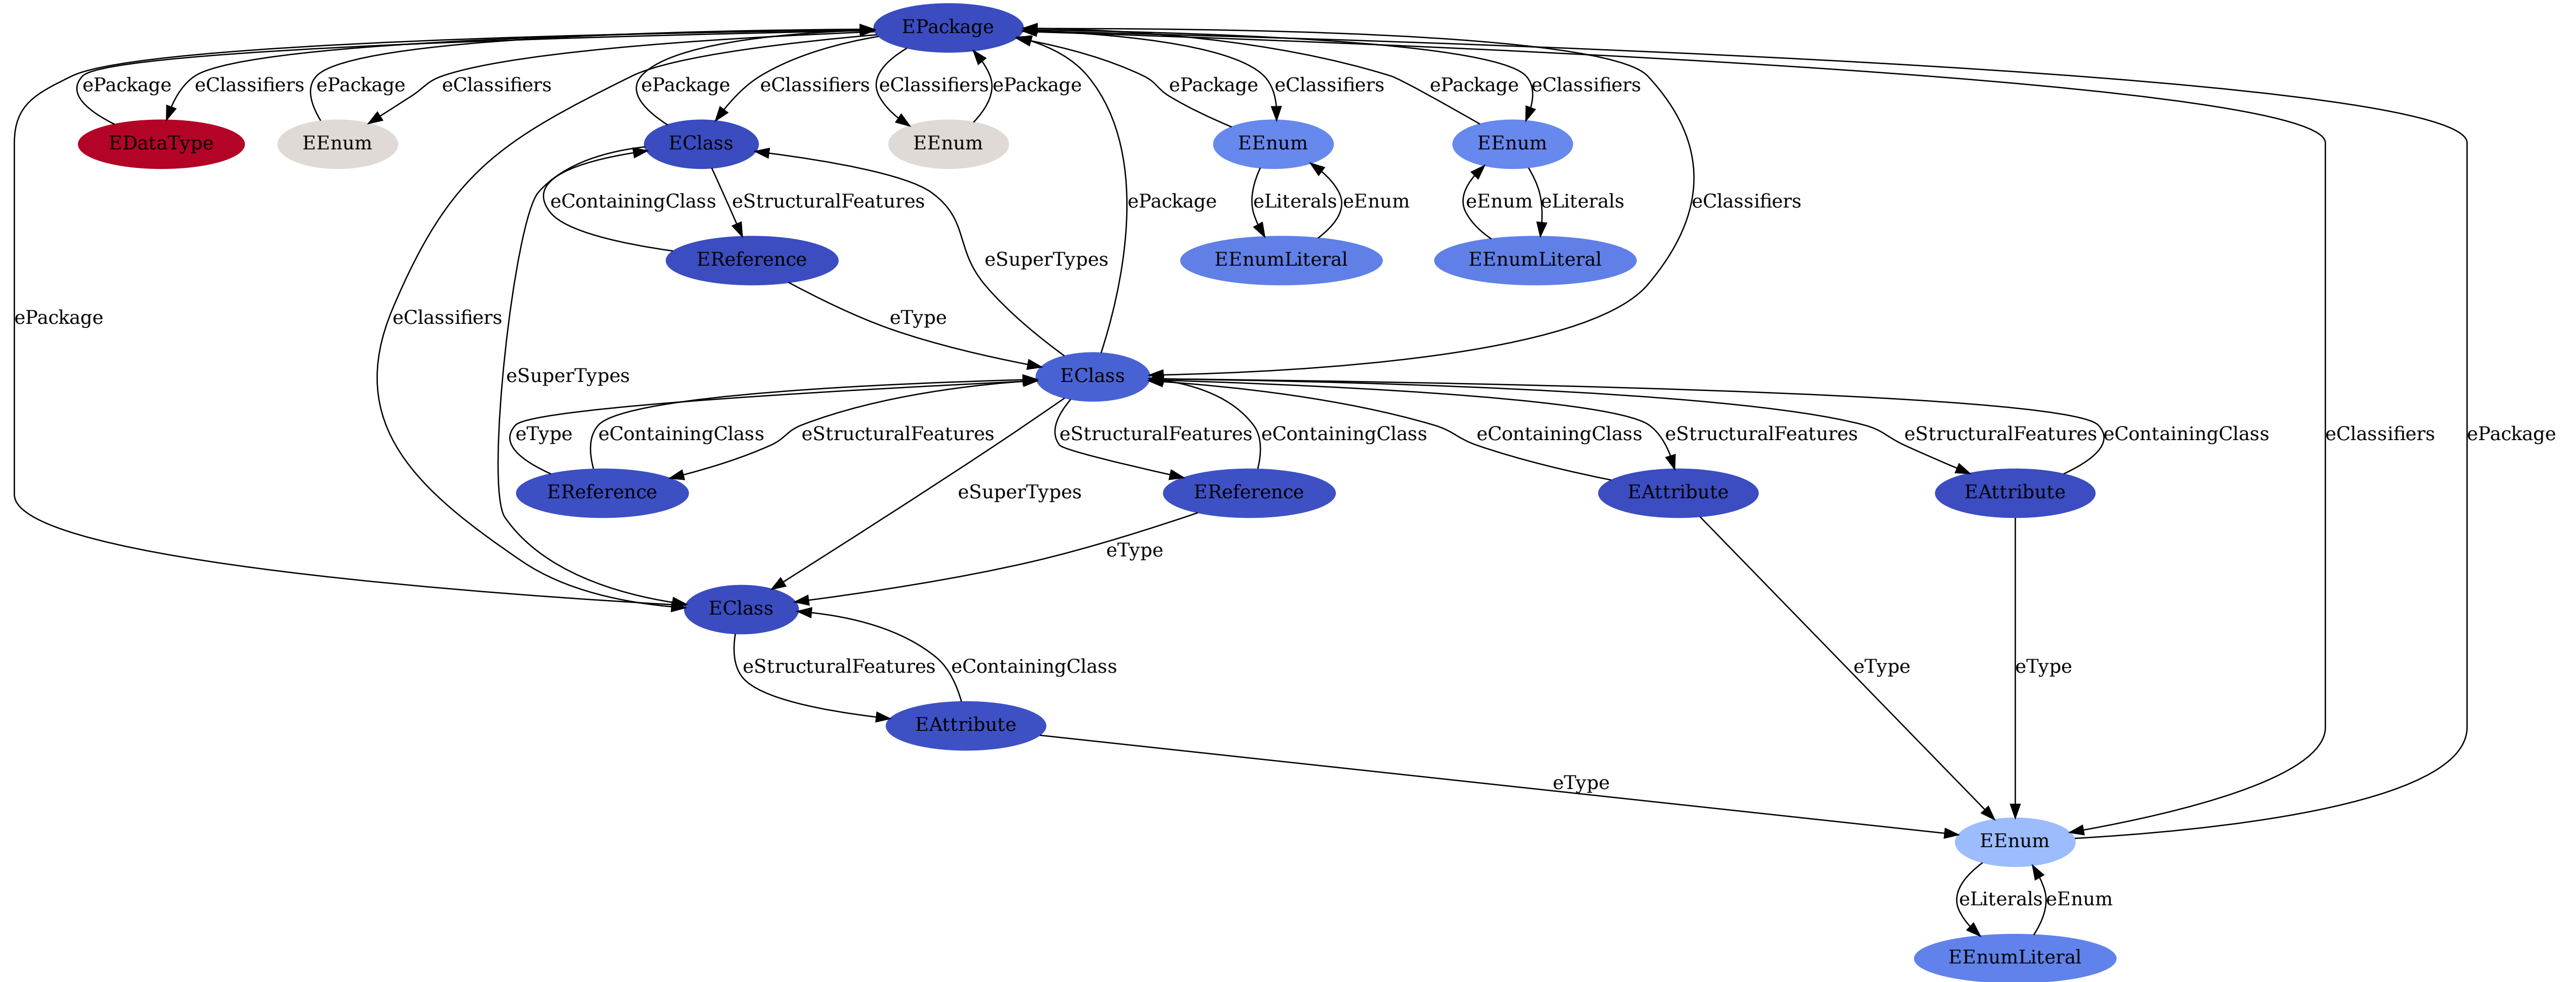 EPackage
ePackage
eClassifiers
ePackage
eClassifiers
ePackage
eClassifiers
eClassifiers
ePackage
ePackage
eClassifiers
ePackage
eClassifiers
EDataType
EEnum
EClass
EEnum
EEnum
EEnum
eContainingClass
eStructuralFeatures
ePackage
eLiterals
eEnum
eEnum
eLiterals
eClassifiers
EReference
eSuperTypes
EEnumLiteral
EEnumLiteral
ePackage
eClassifiers
eType
eSuperTypes
EClass
eType
eContainingClass
eStructuralFeatures
eStructuralFeatures
eContainingClass
eContainingClass
eStructuralFeatures
eStructuralFeatures
eContainingClass
eClassifiers
ePackage
EReference
eSuperTypes
EReference
EAttribute
EAttribute
eType
EClass
eStructuralFeatures
eContainingClass
eType
eType
EAttribute
eType
EEnum
eLiterals
eEnum
EEnumLiteral